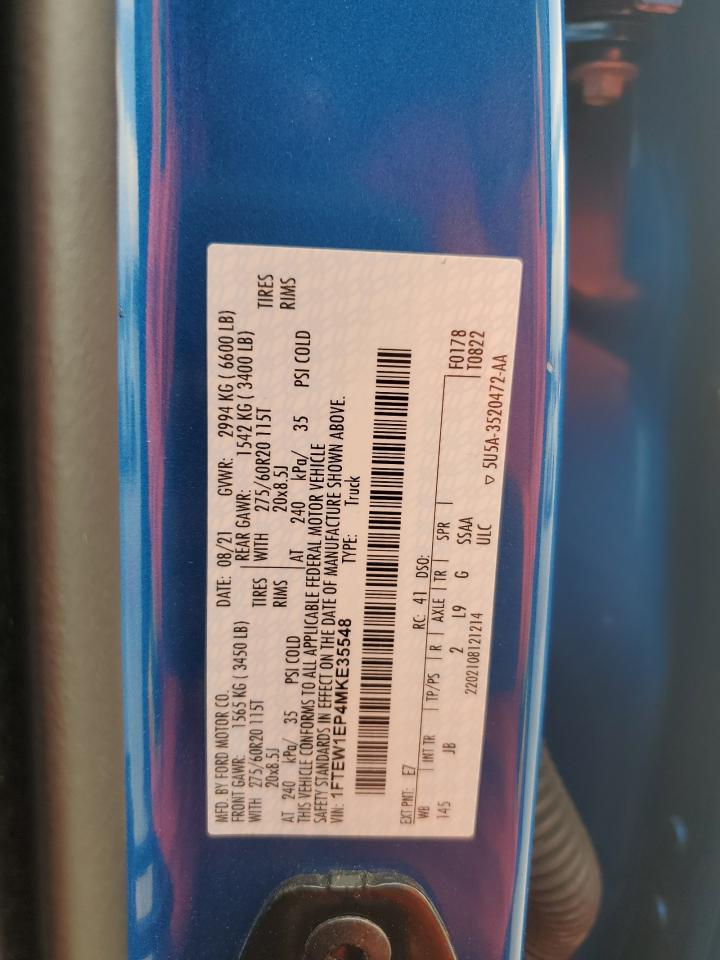 MFD. BY FORD MOTOR CO. DATE: 08/21 GVWR: 2994 KG ( 6600 LB)
FRONT GAWR: 1565 KG ( 3450 LB) REAR GAWR: 1542 KG ( 3400 LB)
WITH 275/60R20 115T TIRES WITH 275/60R20 115T TIRES
20x8.5J RIMS 20x8.5J RIMS
AT 240 kPa/ 35 PSI COLD AT 240 kPa/ 35 PSI COLD
THIS VEHICLE CONFORMS TO ALL APPLICABLE FEDERAL MOTOR VEHICLE
SAFETY STANDARDS IN EFFECT ON THE DATE OF MANUFACTURE SHOWN ABOVE.
VIN: 1FTEW1EP4MKE35548 TYPE: Truck
EXT PNT: E7 RC: 41 DSO: F0178
WB INT TR TP/PS R AXLE TR SPR T0822
145 JB 2 L9 G SSAA
2202108121214 ULC
▽ 5U5A-3520472-AA